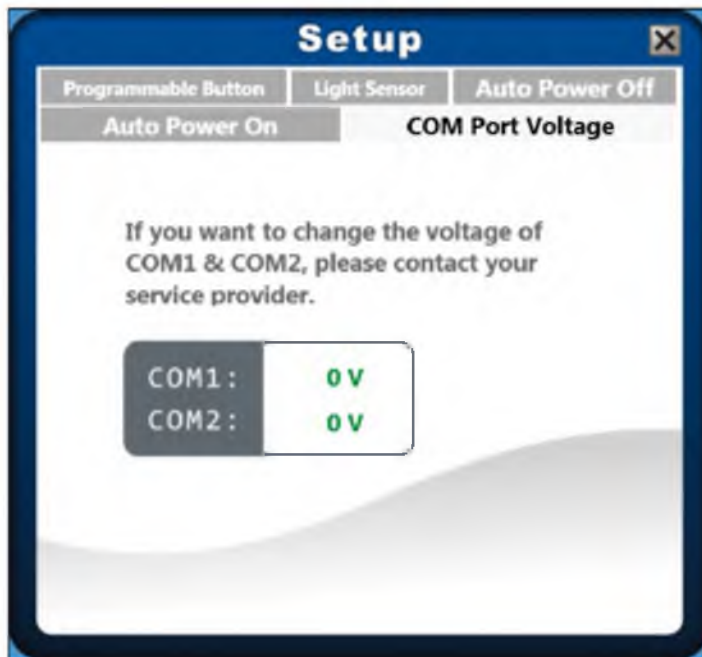 Setup
Programmable Button Light Sensor Auto Power Off
Auto Power On COM Port Voltage
If you want to change the voltage of
COM1 & COM2, please contact your
service provider.
COM1: 0 V
COM2: 0 V